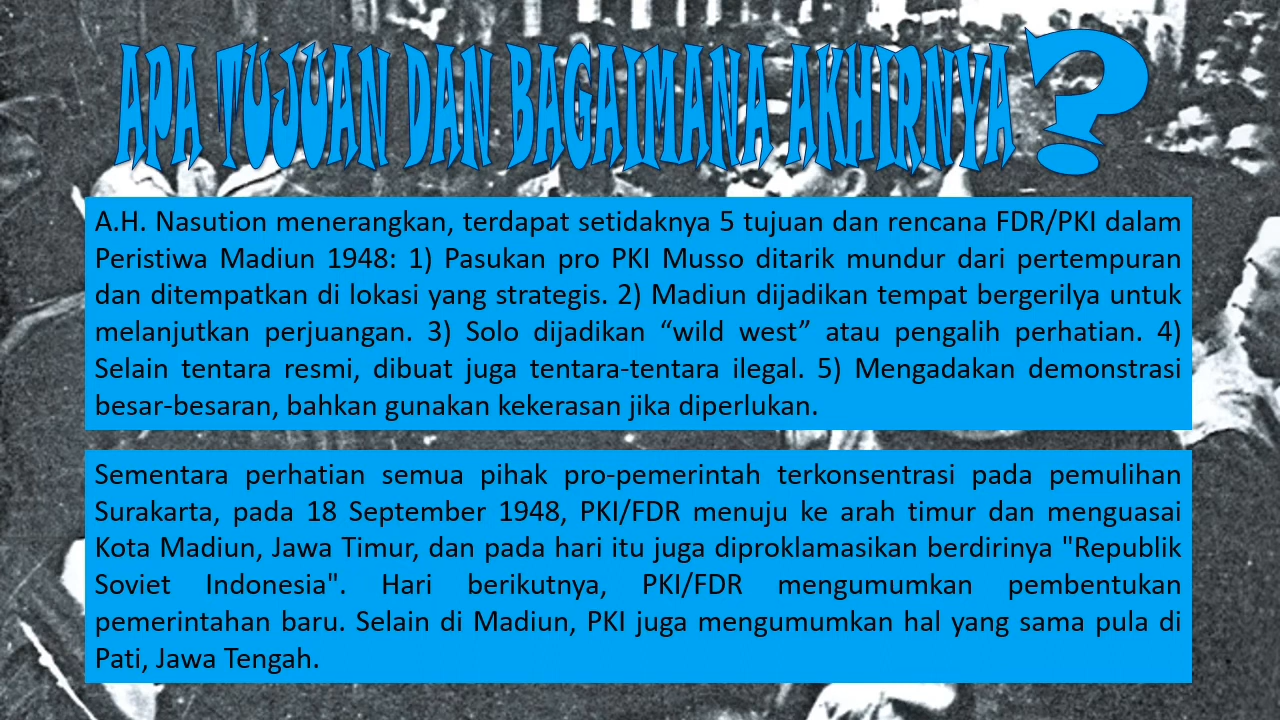 APA TUJUAN DAN BAGAIMANA AKHIRNYA?
A.H. Nasution menerangkan, terdapat setidaknya 5 tujuan dan rencana FDR/PKI dalam
Peristiwa Madiun 1948: 1) Pasukan pro PKI Musso ditarik mundur dari pertempuran
dan ditempatkan di lokasi yang strategis. 2) Madiun dijadikan tempat bergerilya untuk
melanjutkan perjuangan. 3) Solo dijadikan “wild west” atau pengalih perhatian. 4)
Selain tentara resmi, dibuat juga tentara-tentara ilegal. 5) Mengadakan demonstrasi
besar-besaran, bahkan gunakan kekerasan jika diperlukan.
Sementara perhatian semua pihak pro-pemerintah terkonsentrasi pada pemulihan
Surakarta, pada 18 September 1948, PKI/FDR menuju ke arah timur dan menguasai
Kota Madiun, Jawa Timur, dan pada hari itu juga diproklamasikan berdirinya "Republik
Soviet Indonesia". Hari berikutnya, PKI/FDR mengumumkan pembentukan
pemerintahan baru. Selain di Madiun, PKI juga mengumumkan hal yang sama pula di
Pati, Jawa Tengah.